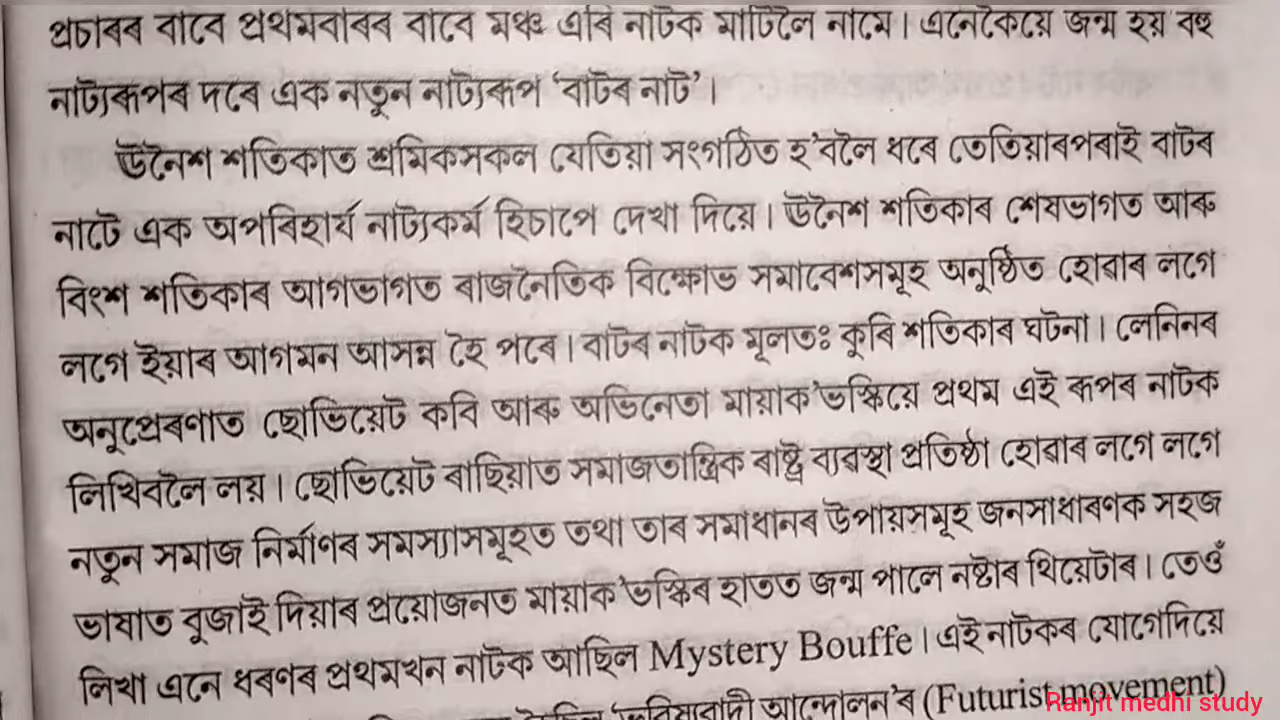 প্ৰচাৰৰ বাবে প্ৰথমবাৰৰ বাবে মঞ্চ এৰি নাটক মাটিলৈ নামে। এনেকৈয়ে জন্ম হয় বহু
নাট্যৰূপৰ দৰে এক নতুন নাট্যৰূপ ‘বাটৰ নাট’।
ঊনৈশ শতিকাত শ্ৰমিকসকল যেতিয়া সংগঠিত হ’বলৈ ধৰে তেতিয়াৰপৰাই বাটৰ
নাটে এক অপৰিহাৰ্য নাট্যকৰ্ম হিচাপে দেখা দিয়ে। ঊনৈশ শতিকাৰ শেষভাগত আৰু
বিংশ শতিকাৰ আগভাগত ৰাজনৈতিক বিক্ষোভ সমাবেশসমূহ অনুষ্ঠিত হোৱাৰ লগে
লগে ইয়াৰ আগমন আসন্ন হৈ পৰে। বাটৰ নাটক মূলতঃ কুৰি শতিকাৰ ঘটনা। লেনিনৰ
অনুপ্ৰেৰণাত ছোভিয়েট কবি আৰু অভিনেতা মায়াক’ভস্কিয়ে প্ৰথম এই ৰূপৰ নাটক
লিখিবলৈ লয়। ছোভিয়েট ৰাছিয়াত সমাজতান্ত্ৰিক ৰাষ্ট্ৰ ব্যৱস্থা প্ৰতিষ্ঠা হোৱাৰ লগে লগে
নতুন সমাজ নিৰ্মাণৰ সমস্যাসমূহত তথা তাৰ সমাধানৰ উপায়সমূহ জনসাধাৰণক সহজ
ভাষাত বুজাই দিয়াৰ প্ৰয়োজনত মায়াক’ভস্কিৰ হাতত জন্ম পালে নষ্টাৰ থিয়েটাৰ। তেওঁ
লিখা এনে ধৰণৰ প্ৰথমখন নাটক আছিল Mystery Bouffe। এই নাটকৰ যোগেদিয়ে
‘ভৱিষ্যবাদী আন্দোলন’ৰ (Futurist movement)
Ranjit medhi study